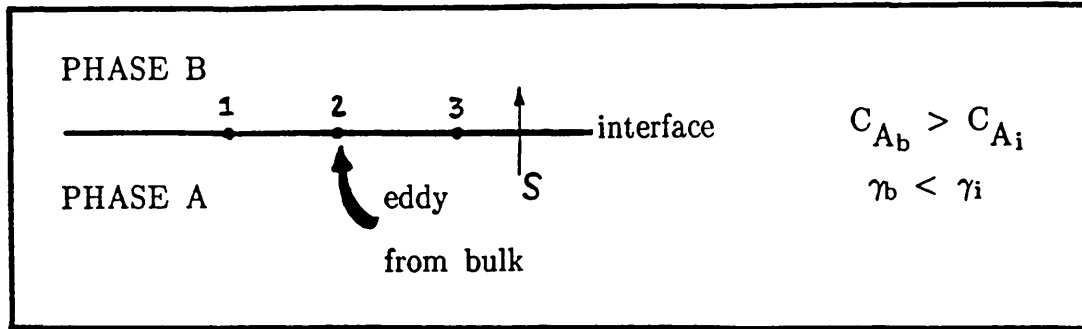 PHASE B
1 2 3
interface
PHASE A
eddy
from bulk
S
C_{A_b} > C_{A_i}
γ_b < γ_i